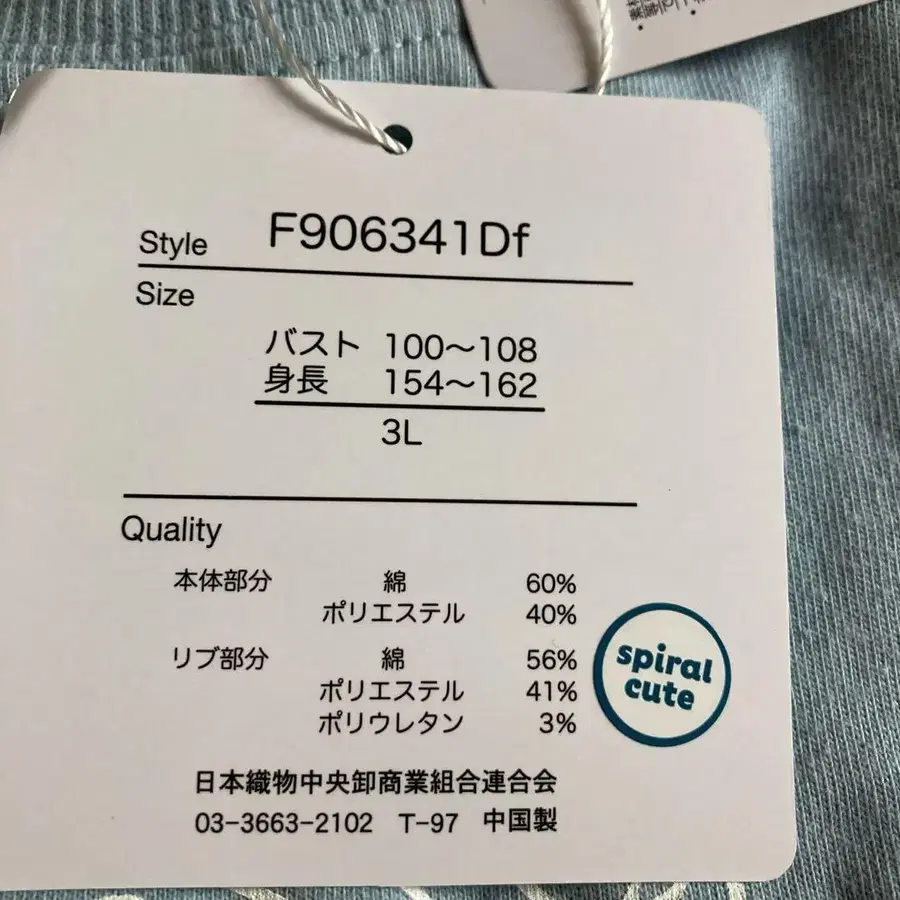 Style F906341Df
Size
バスト 100〜108
身長 154〜162
3L
Quality
本体部分 綿 60%
ポリエステル 40%
リブ部分 綿 56%
ポリエステル 41%
ポリウレタン 3%
spiral
cute
日本織物中央卸商業組合連合会
03-3663-2102 T-97 中国製